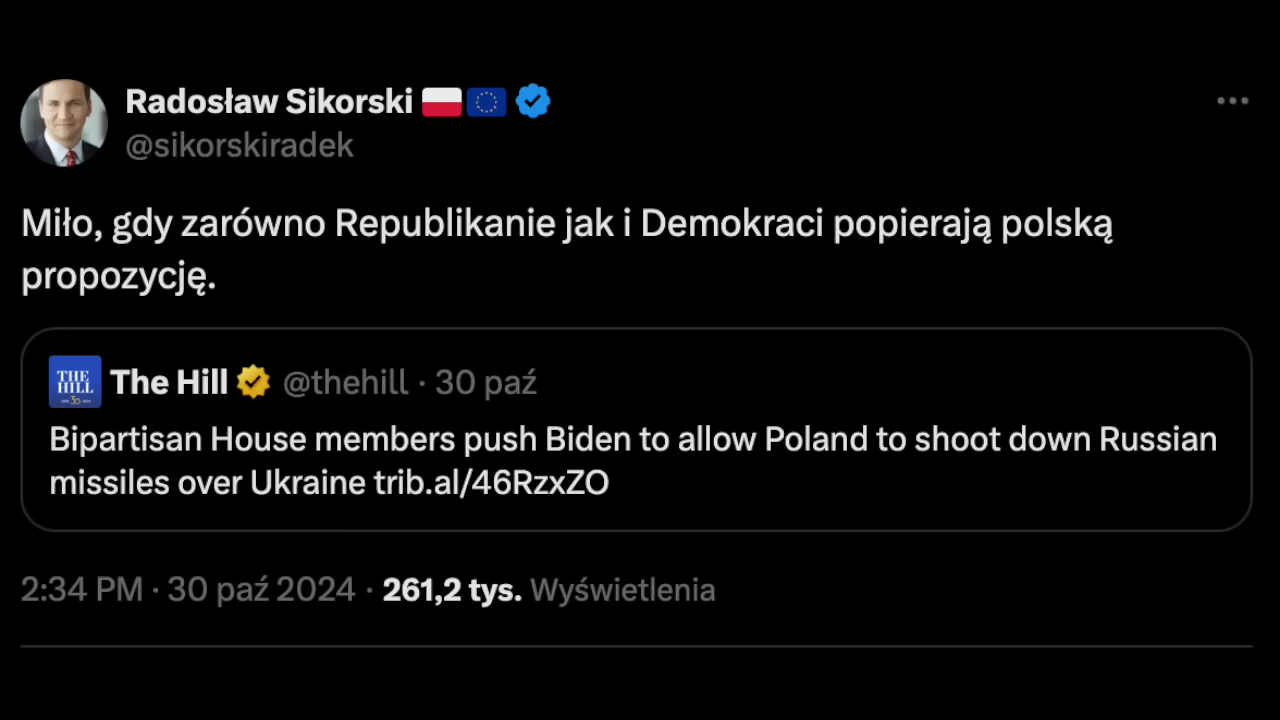 Radosław Sikorski 🇵🇱🇪🇺
@sikorskiradek
Miło, gdy zarówno Republikanie jak i Demokraci popierają polską
propozycję.
THE
HILL
The Hill @thehill · 30 paź
Bipartisan House members push Biden to allow Poland to shoot down Russian
missiles over Ukraine trib.al/46RzxZO
2:34 PM · 30 paź 2024 · 261,2 tys. Wyświetlenia